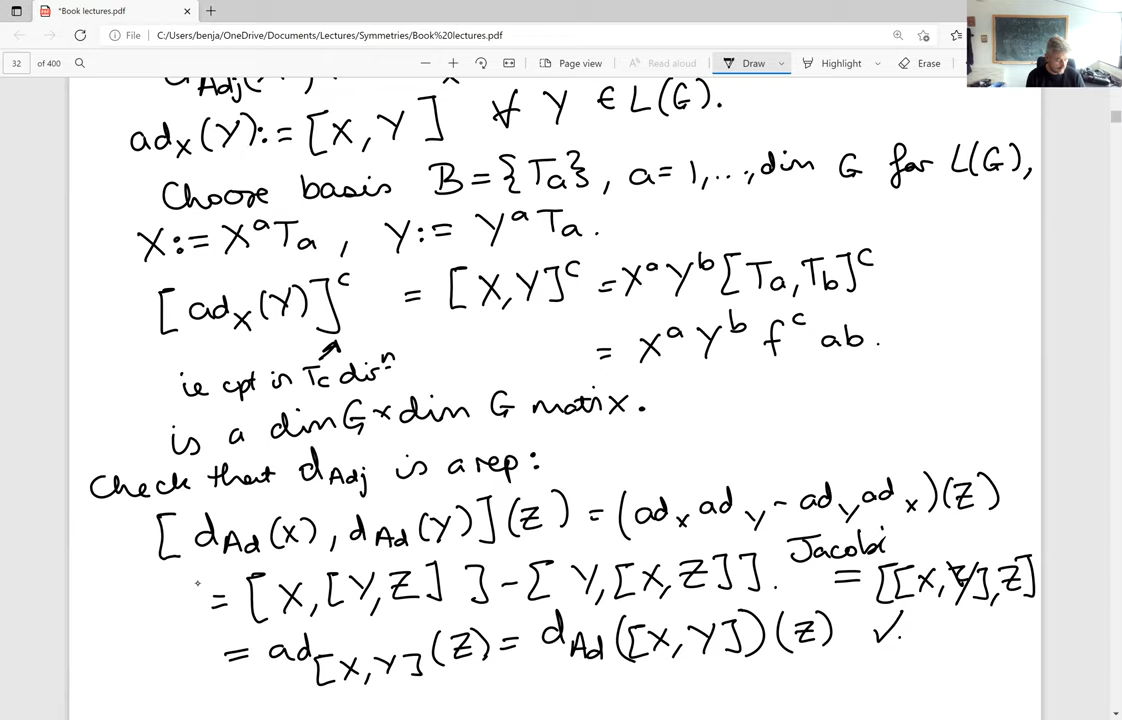 *Book lectures.pdf
File C:/Users/benja/OneDrive/Documents/Lectures/Symmetries/Book%20lectures.pdf
32 of 400 Page view Read aloud Draw Highlight Erase
ad_X(Y) := [X, Y] ∀ Y ∈ L(G).
Choose basis B = {T_a}, a = 1, ..., dim G for L(G),
X := X^a T_a, Y := Y^a T_a.
[ad_X(Y)]^c = [X, Y]^c = X^a Y^b [T_a, T_b]^c
= X^a Y^b f^c ab.
ie cpt in T_c dir^n
is a dim G × dim G matrix.
Check that d_Adj is a rep:
[d_Ad(X), d_Ad(Y)](Z) = (ad_X ad_Y - ad_Y ad_X)(Z)
= [X, [Y, Z]] - [Y, [X, Z]]. Jacobi = [[X, Y], Z]
= ad_[X, Y](Z) = d_Ad([X, Y])(Z) ✓.